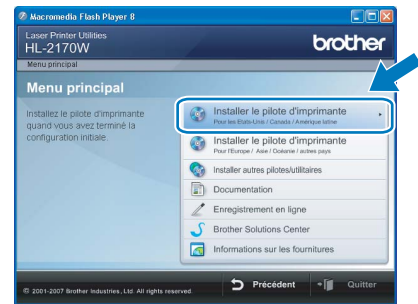 Macromedia Flash Player 8
Laser Printer Utilities
HL-2170W
brother
Menu principal
Menu principal
Installez le pilote d'imprimante
quand vous avez terminé la
configuration initiale.
Installer le pilote d'imprimante
Pour les Etats-Unis / Canada / Amérique latine
Installer le pilote d'imprimante
Pour l'Europe / Asie / Océanie / autres pays
Installer autres pilotes/utilitaires
Documentation
Enregistrement en ligne
Brother Solutions Center
Informations sur les fournitures
© 2001-2007 Brother Industries, Ltd. All rights reserved.
Précédent
Quitter